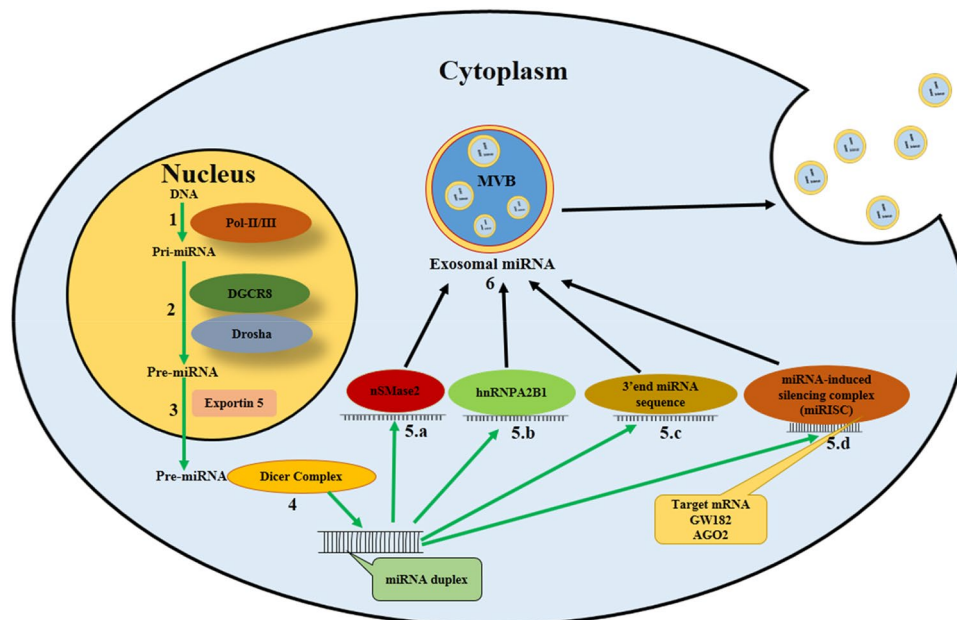 Cytoplasm
Nucleus
DNA
1
Pol-II/III
Pri-miRNA
2
DGCR8
Drosha
Pre-miRNA
3
Exportin 5
Pre-miRNA
Dicer Complex
4
miRNA duplex
MVB
Exosomal miRNA
6
nSMase2
5.a
hnRNPA2B1
5.b
3'end miRNA
sequence
5.c
miRNA-induced
silencing complex
(miRISC)
5.d
Target mRNA
GW182
AGO2